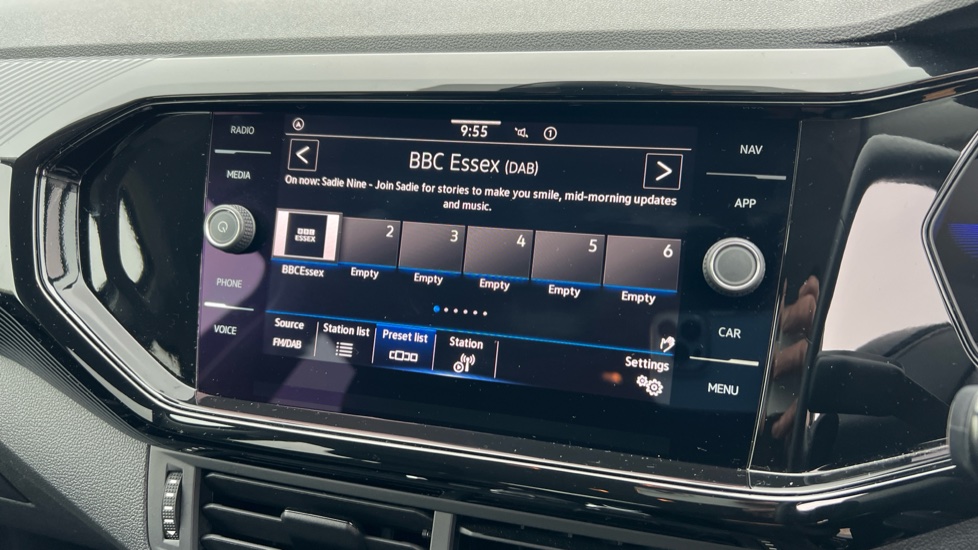 RADIO
MEDIA
PHONE
VOICE
9:55
BBC Essex (DAB)
On now: Sadie Nine - Join Sadie for stories to make you smile, mid-morning updates
and music.
BBC
ESSEX
2
3
4
5
6
BBCEssex
Empty
Empty
Empty
Empty
Empty
Source
FM/DAB
Station list
Preset list
Station
Settings
NAV
APP
CAR
MENU